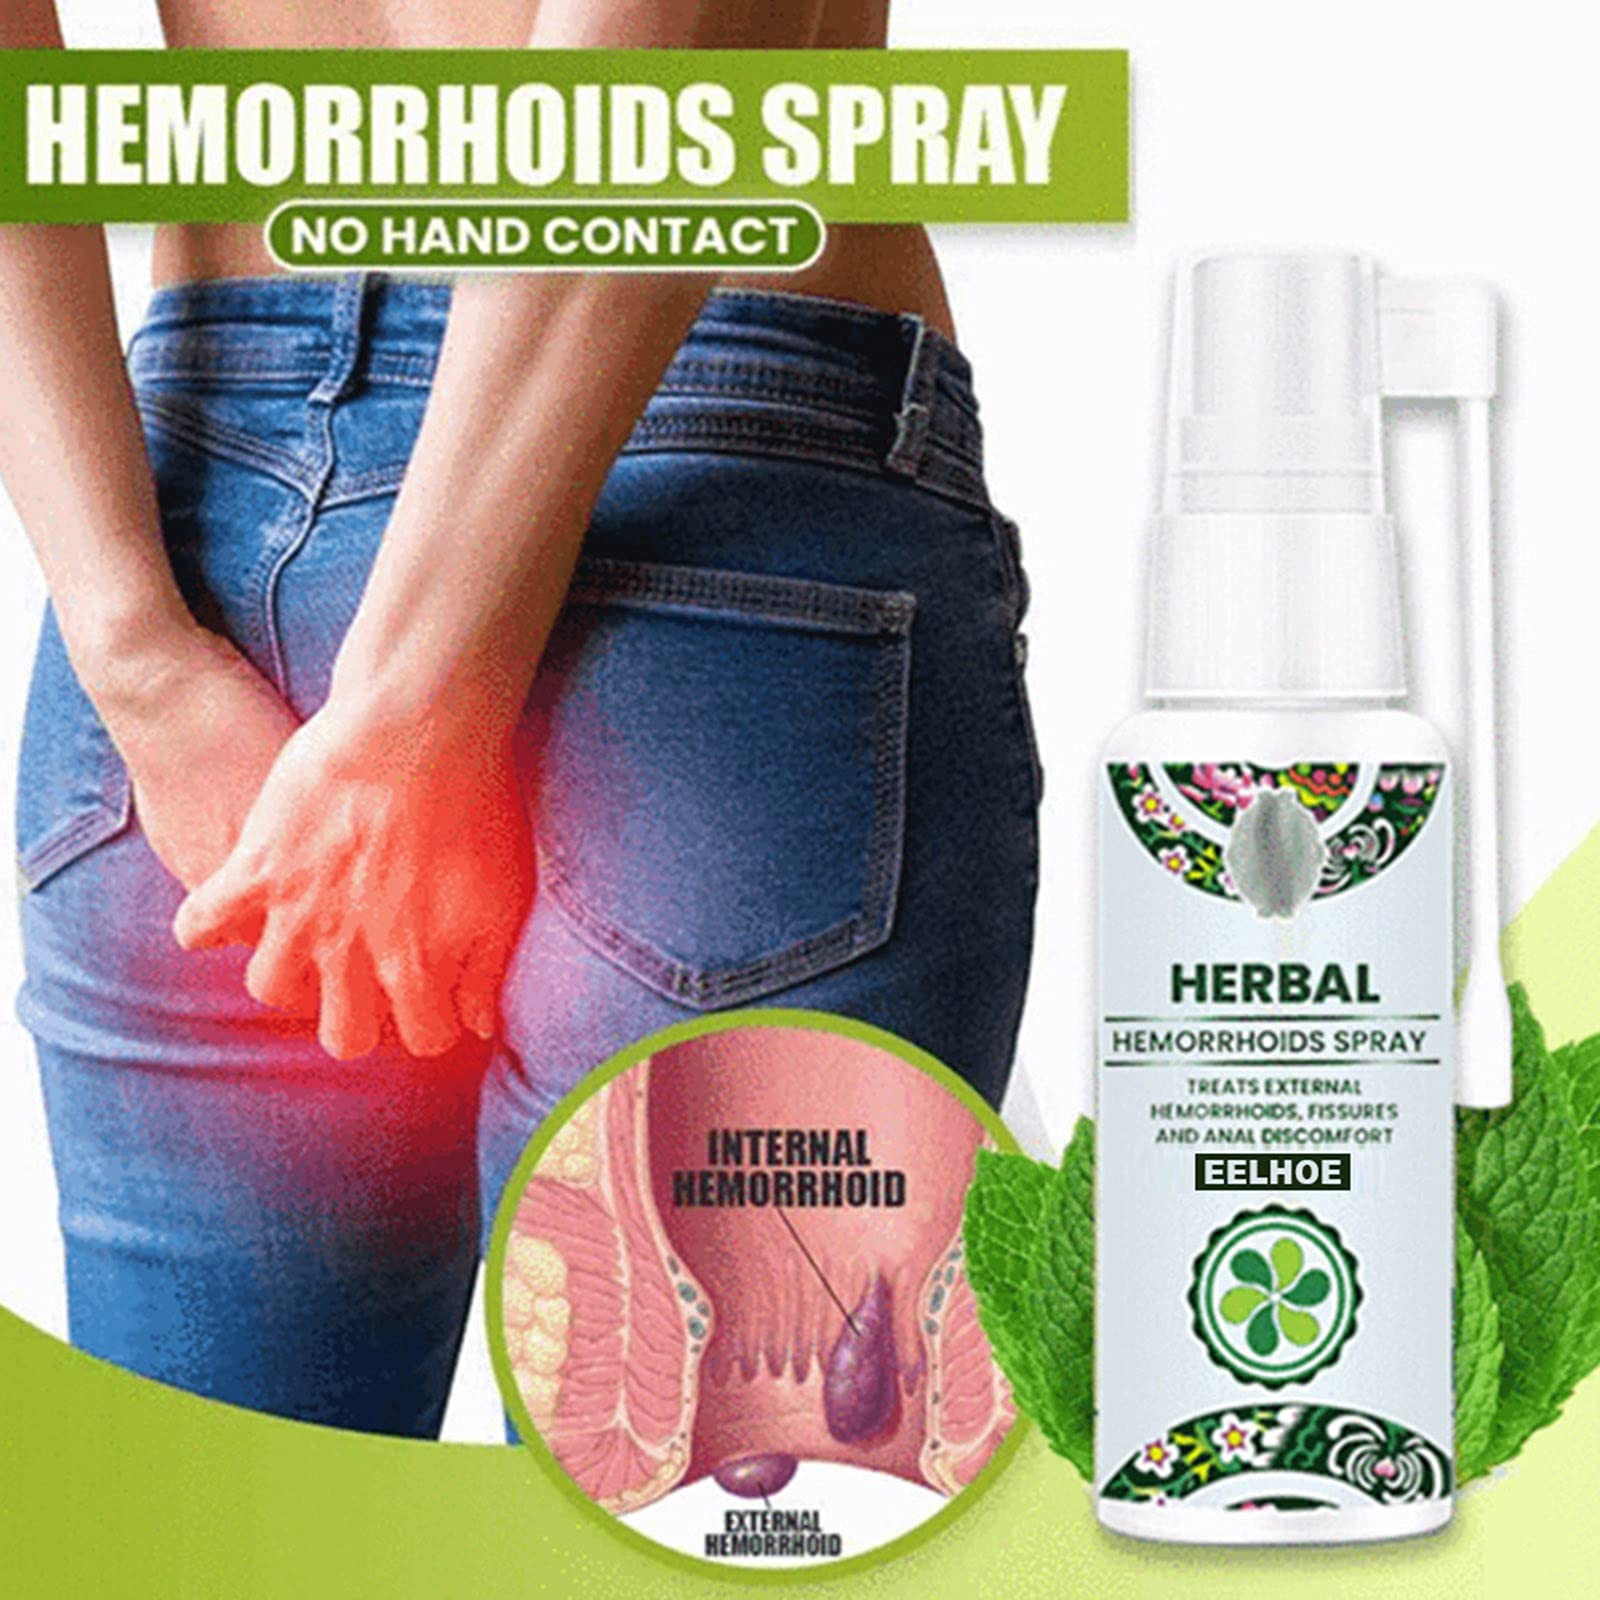 HEMORRHOIDS SPRAY
NO HAND CONTACT
HERBAL
HEMORRHOIDS SPRAY
TREATS EXTERNAL
HEMORRHOIDS, FISSURES
AND ANAL DISCOMFORT
EELHOE
INTERNAL
HEMORRHOID
EXTERNAL
HEMORRHOID